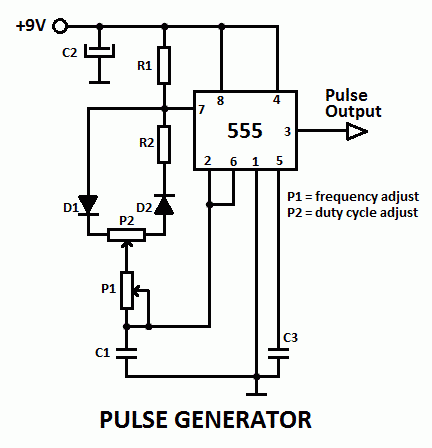 +9V
C2
R1
7
8
4
555
3
2
6
1
5
Pulse
Output
R2
D1
D2
P2
P1 = frequency adjust
P2 = duty cycle adjust
P1
C1
C3
PULSE GENERATOR